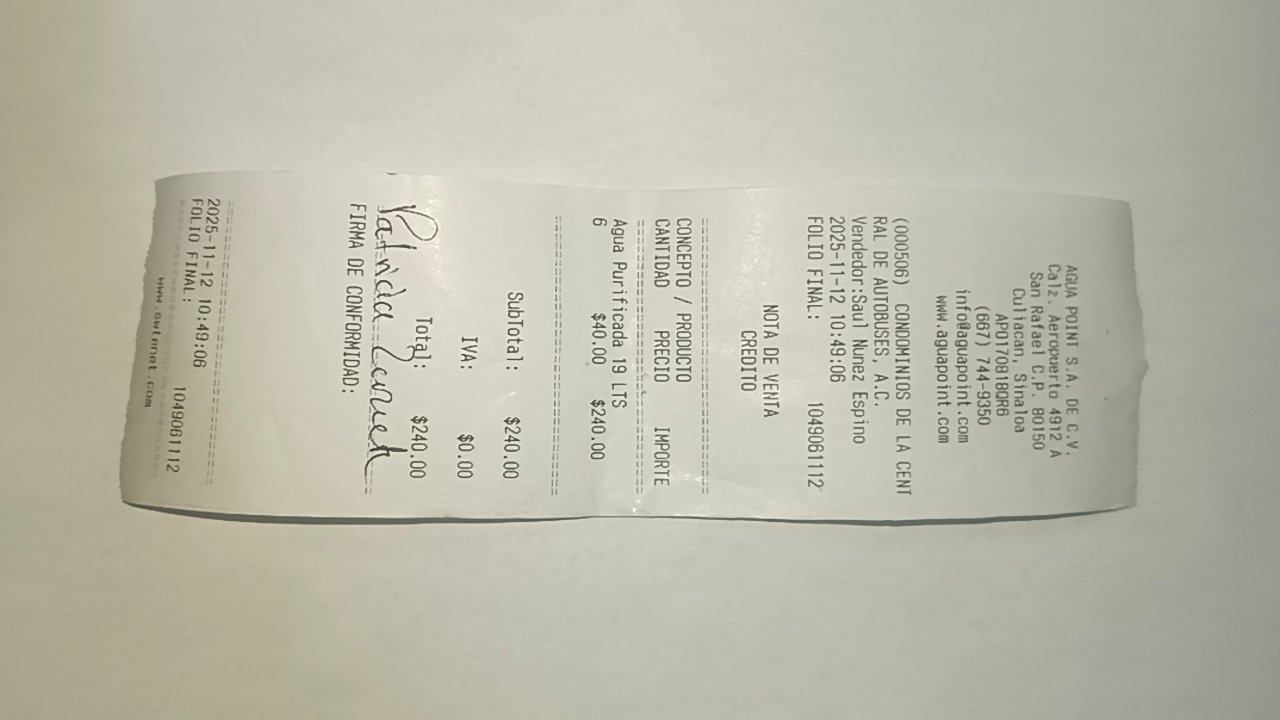 AGUA POINT S.A. DE C.V.
Calz. Aeropuerto 4912 A
San Rafael C.P. 80150
Culiacan, Sinaloa
APO170818QR6
(667) 744-9350
info@aguapoint.com
www.aguapoint.com
(000506) CONDOMINIOS DE LA CENT
RAL DE AUTOBUSES, A.C.
Vendedor:Saul Nunez Espino
2025-11-12 10:49:06
FOLIO FINAL: 1049061112
NOTA DE VENTA
CREDITO
CONCEPTO / PRODUCTO
CANTIDAD PRECIO IMPORTE
Agua Purificada 19 LTS
6 $40.00 $240.00
SubTotal: $240.00
IVA: $0.00
Total: $240.00
Patricia
FIRMA DE CONFORMIDAD:
2025-11-12 10:49:06
FOLIO FINAL: 1049061112